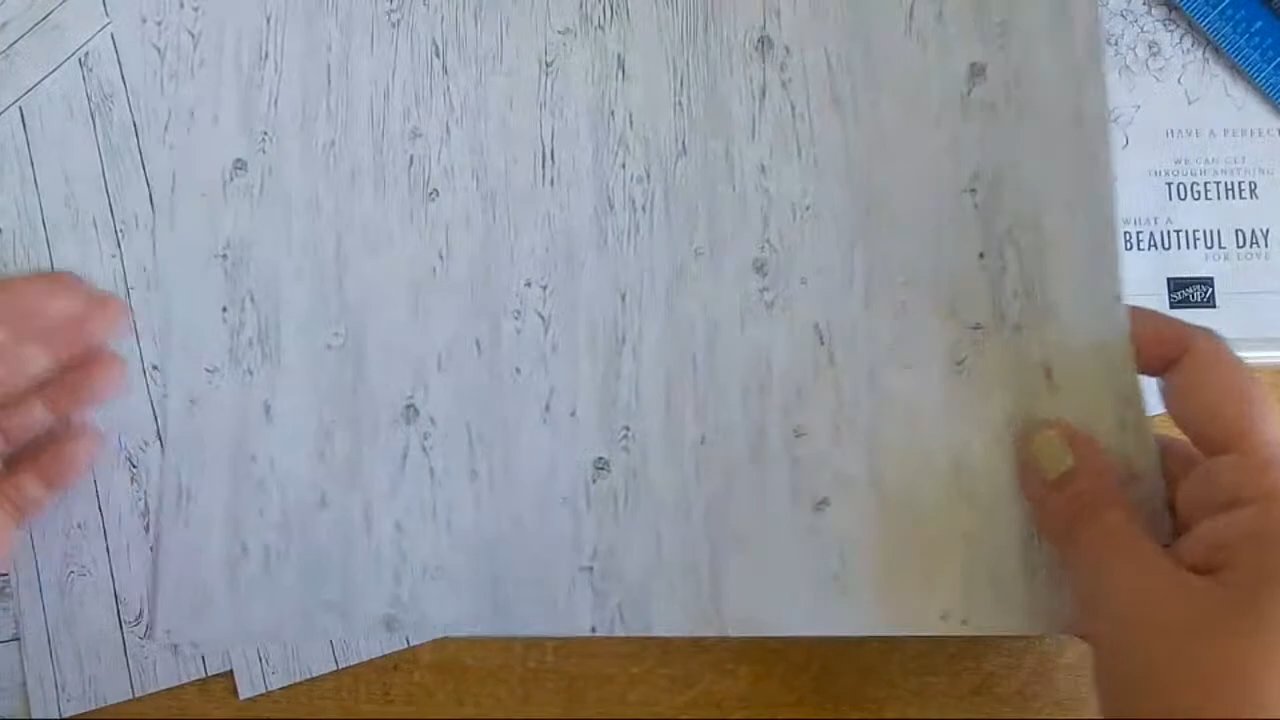 HAVE A PERFECT
WE CAN GET
THROUGH ANYTHING
TOGETHER
WHAT A
BEAUTIFUL DAY
FOR LOVE
STAMPIN'
UP!